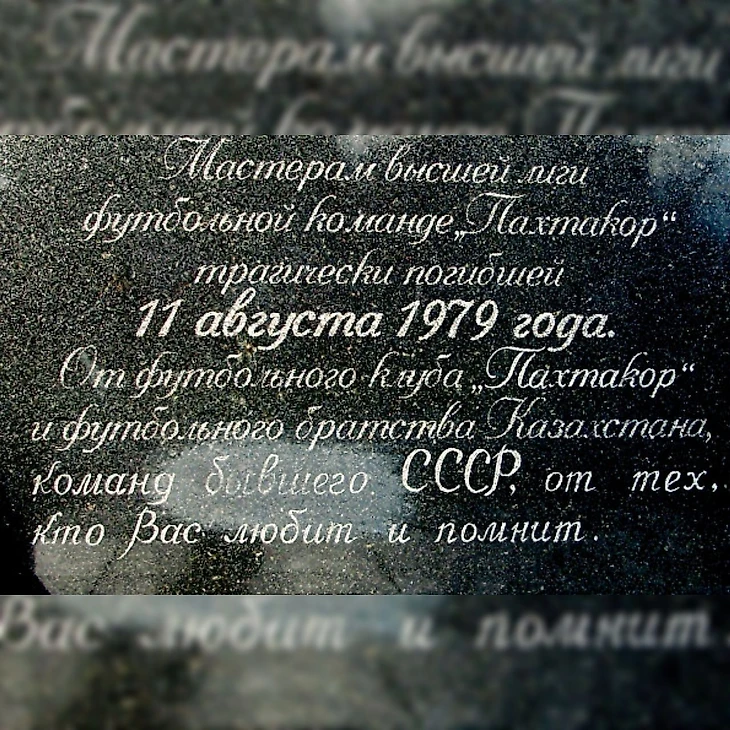 Мастерам высшей лиги
футбольной команде „Пахтакор“
трагически погибшей
11 августа 1979 года.
От футбольного клуба „Пахтакор“
и футбольного братства Казахстана,
команд бывшего СССР, от тех,
кто Вас любит и помнит.